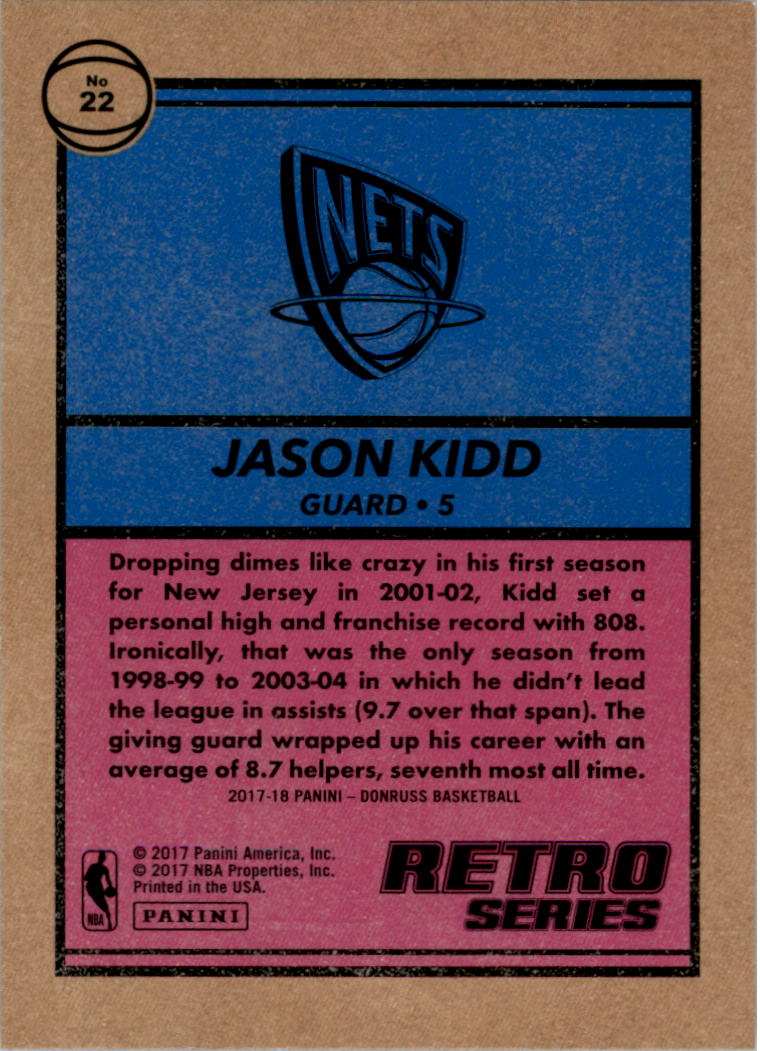 No
22
NETS
JASON KIDD
GUARD • 5
Dropping dimes like crazy in his first season
for New Jersey in 2001-02, Kidd set a
personal high and franchise record with 808.
Ironically, that was the only season from
1998-99 to 2003-04 in which he didn't lead
the league in assists (9.7 over that span). The
giving guard wrapped up his career with an
average of 8.7 helpers, seventh most all time.
2017-18 PANINI – DONRUSS BASKETBALL
© 2017 Panini America, Inc.
© 2017 NBA Properties, Inc.
Printed in the USA.
NBA
PANINI
RETRO
SERIES